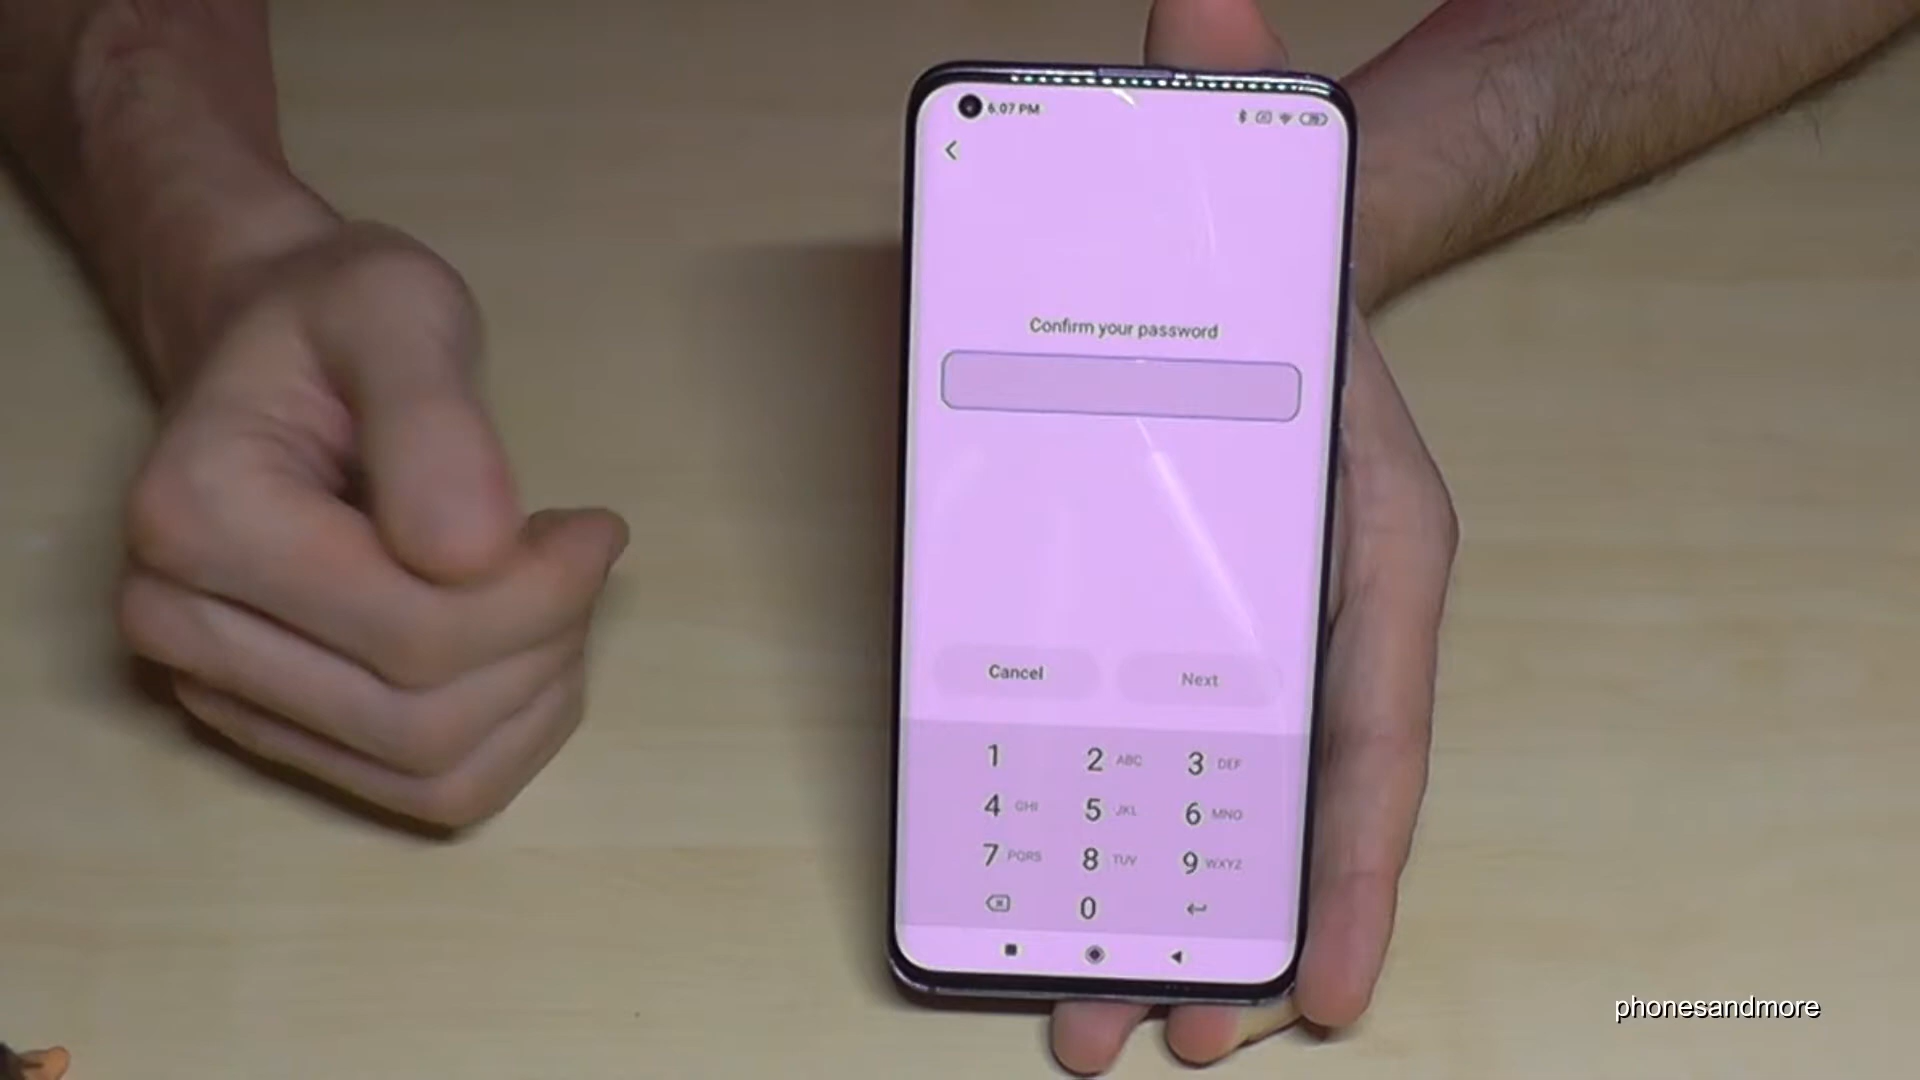 6:07 PM
Confirm your password
Cancel Next
1 2 ABC 3 DEF
4 GHI 5 JKL 6 MNO
7 PQRS 8 TUV 9 WXYZ
0
phonesandmore